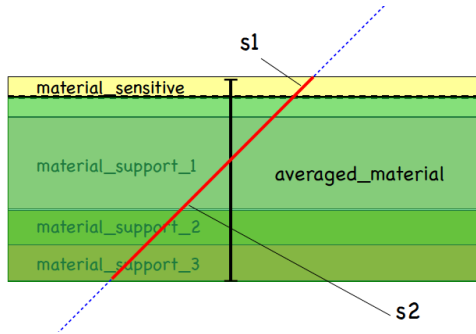 s1
material_sensitive
material_support_1
averaged_material
material_support_2
material_support_3
s2